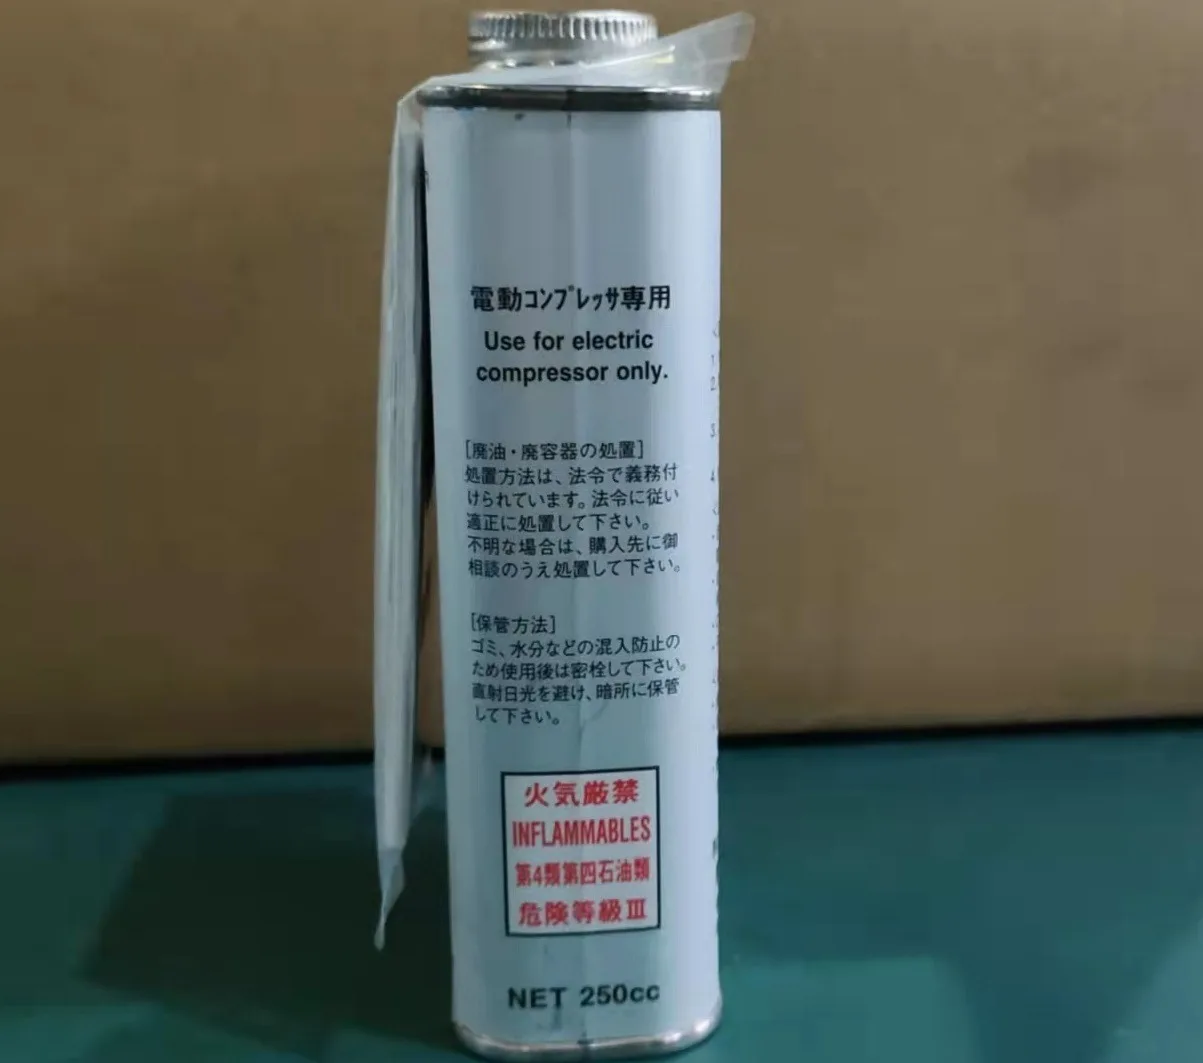 電動コンプレッサ専用
Use for electric
compressor only.
[廃油・廃容器の処置]
処置方法は、法令で義務付
けられています。法令に従い
適正に処置して下さい。
不明な場合は、購入先に御
相談のうえ処置して下さい。
[保管方法]
ゴミ、水分などの混入防止の
ため使用後は密栓して下さい。
直射日光を避け、暗所に保管
して下さい。
火気厳禁
INFLAMMABLES
第4類第四石油類
危険等級Ⅲ
NET 250cc